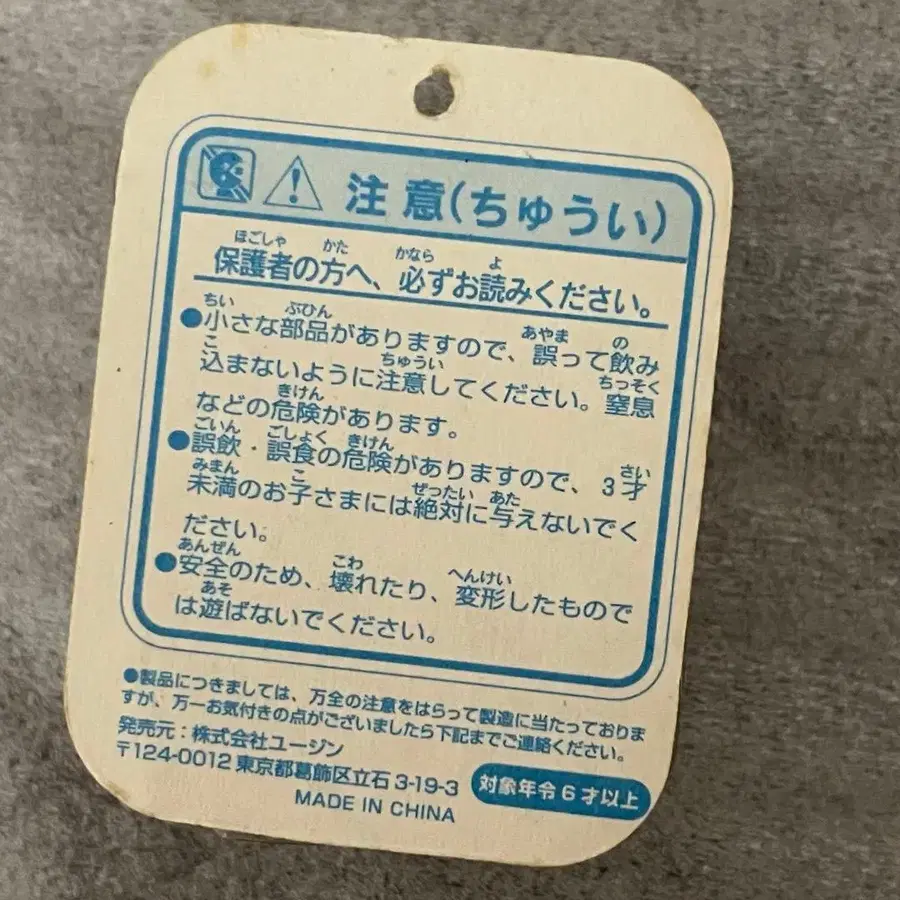 注意(ちゅうい)
保護者の方へ、必ずお読みください。
●小さな部品がありますので、誤って飲み
込まないように注意してください。窒息
などの危険があります。
●誤飲・誤食の危険がありますので、3才
未満のお子さまには絶対に与えないでく
ださい。
●安全のため、壊れたり、変形したもので
は遊ばないでください。
●製品につきましては、万全の注意をはらって製造に当たっておりま
すが、万一お気付きの点がございましたら下記までご連絡ください。
発売元:株式会社ユージン
〒124-0012 東京都葛飾区立石 3-19-3
対象年令6才以上
MADE IN CHINA